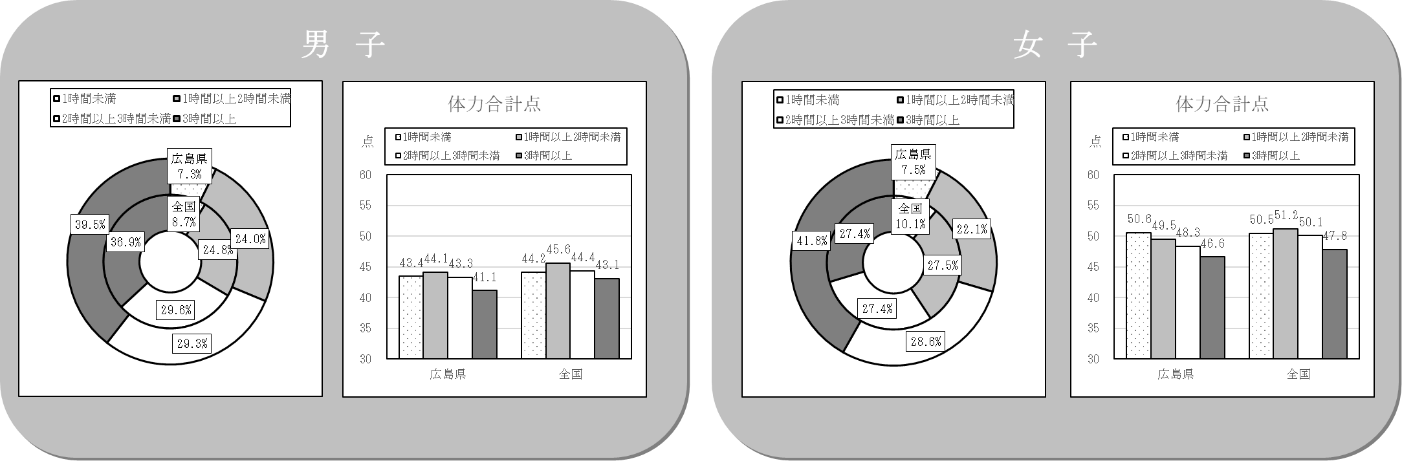 男 子
1時間未満 1時間以上2時間未満
2時間以上3時間未満 3時間以上
広島県
7.3%
全国
8.7%
39.5%
36.9%
24.8%
24.0%
29.6%
29.3%
体力合計点
点
1時間未満 1時間以上2時間未満
2時間以上3時間未満 3時間以上
60
55
50
45
40
35
30
43.4 44.1 43.3 41.1
44.2 45.6 44.4 43.1
広島県 全国
女 子
1時間未満 1時間以上2時間未満
2時間以上3時間未満 3時間以上
広島県
7.5%
全国
10.1%
41.8%
27.4%
22.1%
27.5%
27.4%
28.6%
体力合計点
点
1時間未満 1時間以上2時間未満
2時間以上3時間未満 3時間以上
60
55
50
45
40
35
30
50.6 49.5 48.3 46.6
50.5 51.2 50.1 47.8
広島県 全国